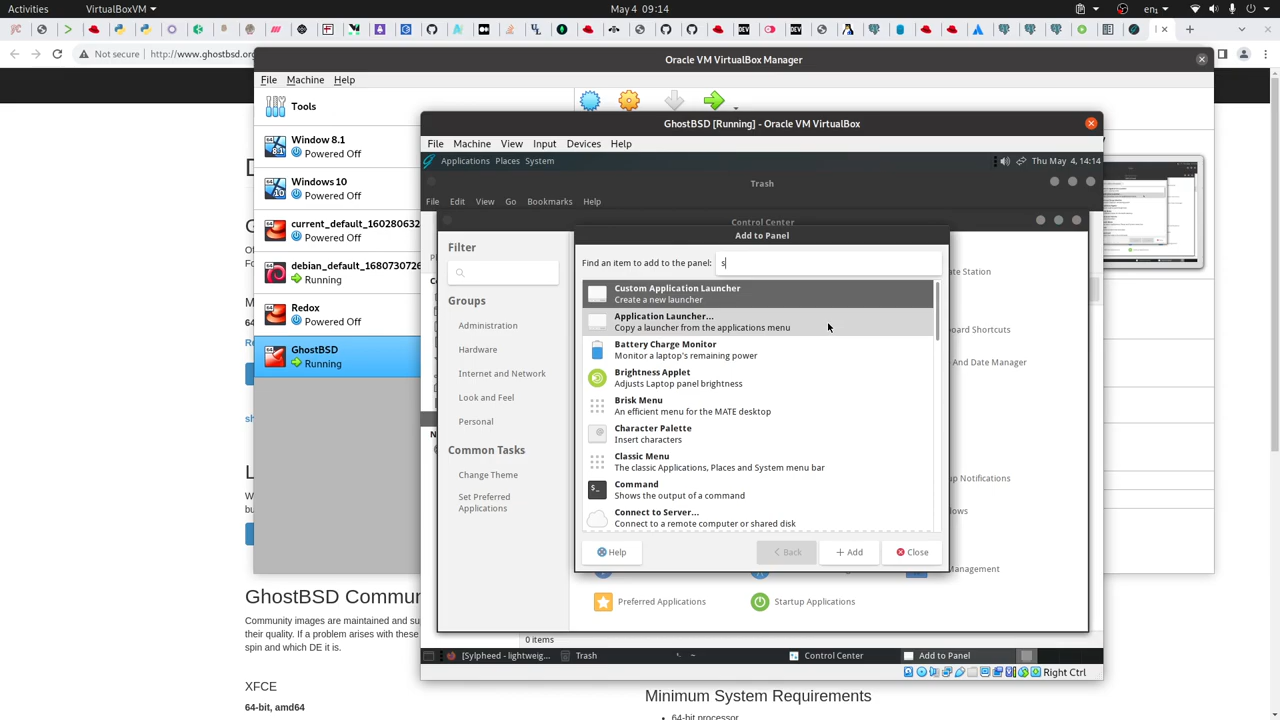 Activities
VirtualBoxVM
May 4 09:14
Not secure
http://www.ghostbsd.org
Oracle VM VirtualBox Manager
File Machine Help
Tools
Window 8.1
Powered Off
Windows 10
Powered Off
current_default_1602
Powered Off
debian_default_1680730726
Running
Redox
Powered Off
GhostBSD
Running
GhostBSD [Running] - Oracle VM VirtualBox
File Machine View Input Devices Help
Applications Places System
Thu May 4, 14:14
Trash
File Edit View Go Bookmarks Help
Control Center
Filter
Groups
Administration
Hardware
Internet and Network
Look and Feel
Personal
Common Tasks
Change Theme
Set Preferred
Applications
Add to Panel
Find an item to add to the panel: s
Custom Application Launcher
Create a new launcher
Application Launcher...
Copy a launcher from the applications menu
Battery Charge Monitor
Monitor a laptop's remaining power
Brightness Applet
Adjusts Laptop panel brightness
Brisk Menu
An efficient menu for the MATE desktop
Character Palette
Insert characters
Classic Menu
The classic Applications, Places and System menu bar
Command
Shows the output of a command
Connect to Server...
Connect to a remote computer or shared disk
Help
Back
Add
Close
ate Station
oard Shortcuts
And Date Manager
up Notifications
dows
Management
Preferred Applications
Startup Applications
0 items
[Sylpheed - lightweig...
Trash
~
Control Center
Add to Panel
Right Ctrl
GhostBSD Commun
Community images are maintained and su
their quality. If a problem arises with these
spin and which DE it is.
XFCE
64-bit, amd64
Minimum System Requirements
64-bit processor